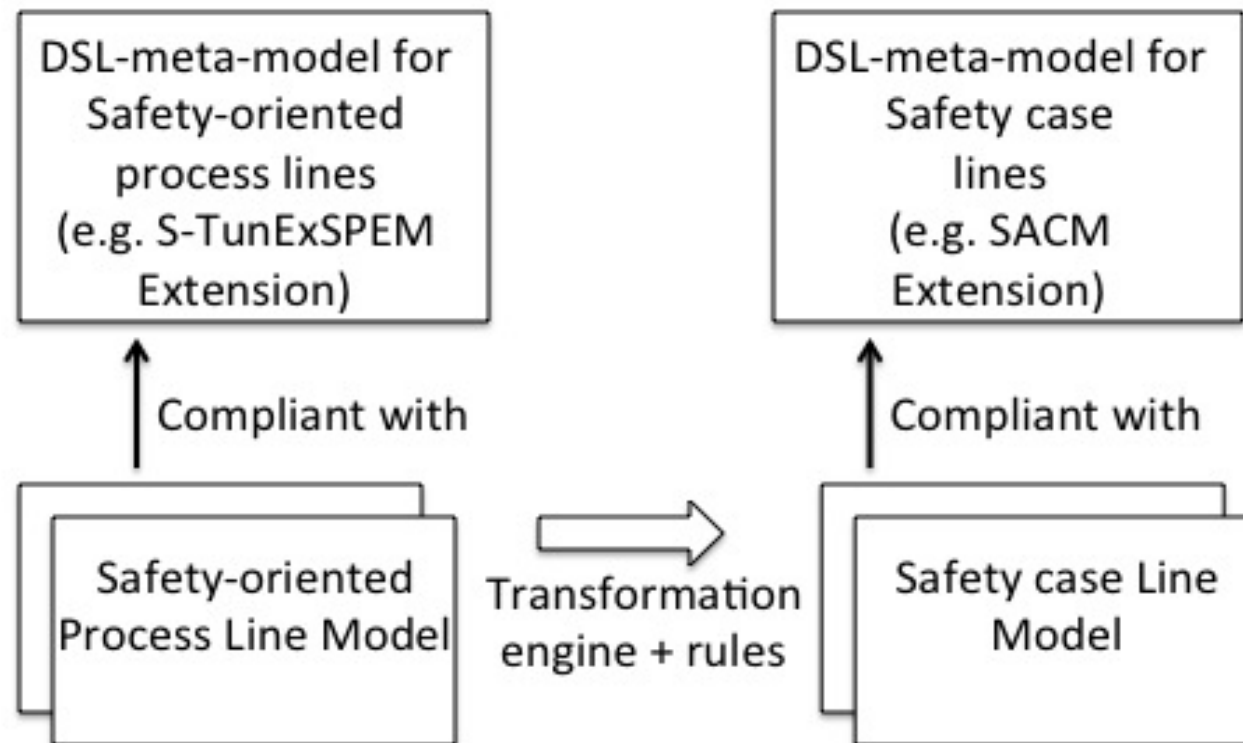 DSL-meta-model for
Safety-oriented
process lines
(e.g. S-TunExSPEM
Extension)
DSL-meta-model for
Safety case
lines
(e.g. SACM
Extension)
Compliant with
Compliant with
Safety-oriented
Process Line Model
Transformation
engine + rules
Safety case Line
Model